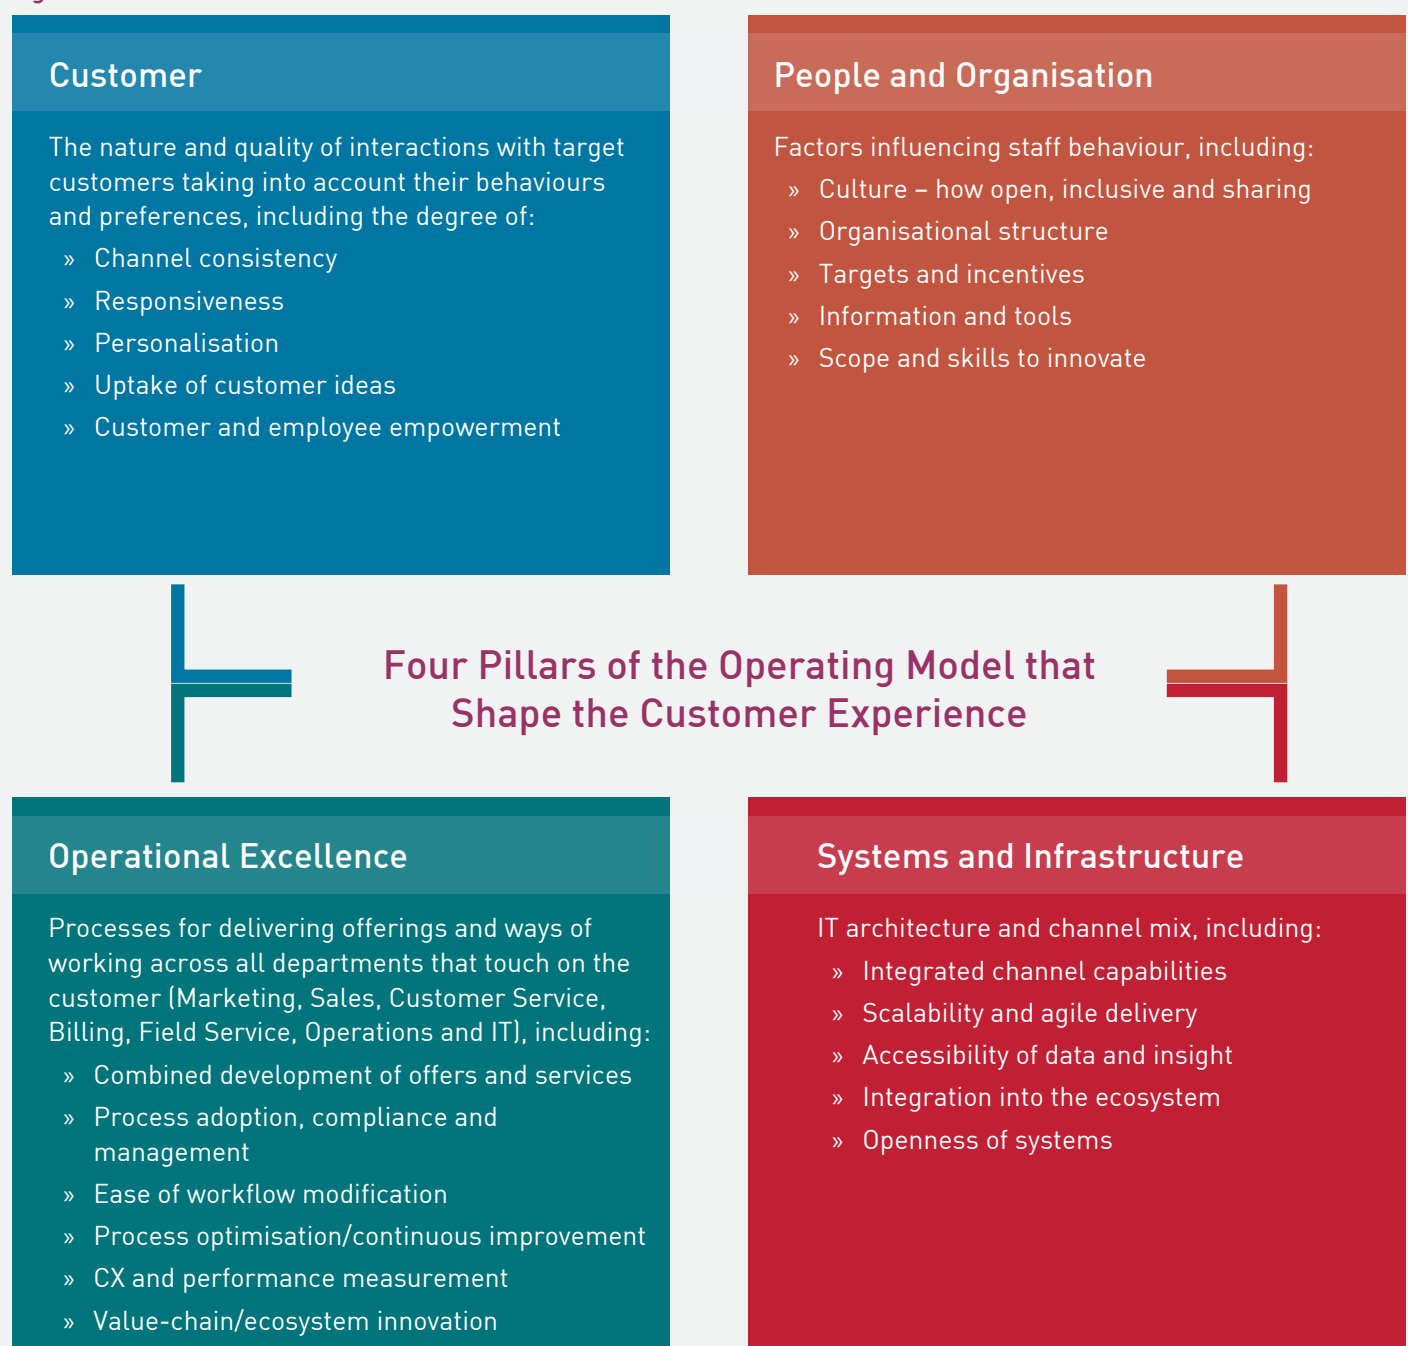 Customer
The nature and quality of interactions with target
customers taking into account their behaviours
and preferences, including the degree of:
» Channel consistency
» Responsiveness
» Personalisation
» Uptake of customer ideas
» Customer and employee empowerment
People and Organisation
Factors influencing staff behaviour, including:
» Culture – how open, inclusive and sharing
» Organisational structure
» Targets and incentives
» Information and tools
» Scope and skills to innovate
Four Pillars of the Operating Model that
Shape the Customer Experience
Operational Excellence
Processes for delivering offerings and ways of
working across all departments that touch on the
customer (Marketing, Sales, Customer Service,
Billing, Field Service, Operations and IT), including:
» Combined development of offers and services
» Process adoption, compliance and
management
» Ease of workflow modification
» Process optimisation/continuous improvement
» CX and performance measurement
» Value-chain/ecosystem innovation
Systems and Infrastructure
IT architecture and channel mix, including:
» Integrated channel capabilities
» Scalability and agile delivery
» Accessibility of data and insight
» Integration into the ecosystem
» Openness of systems